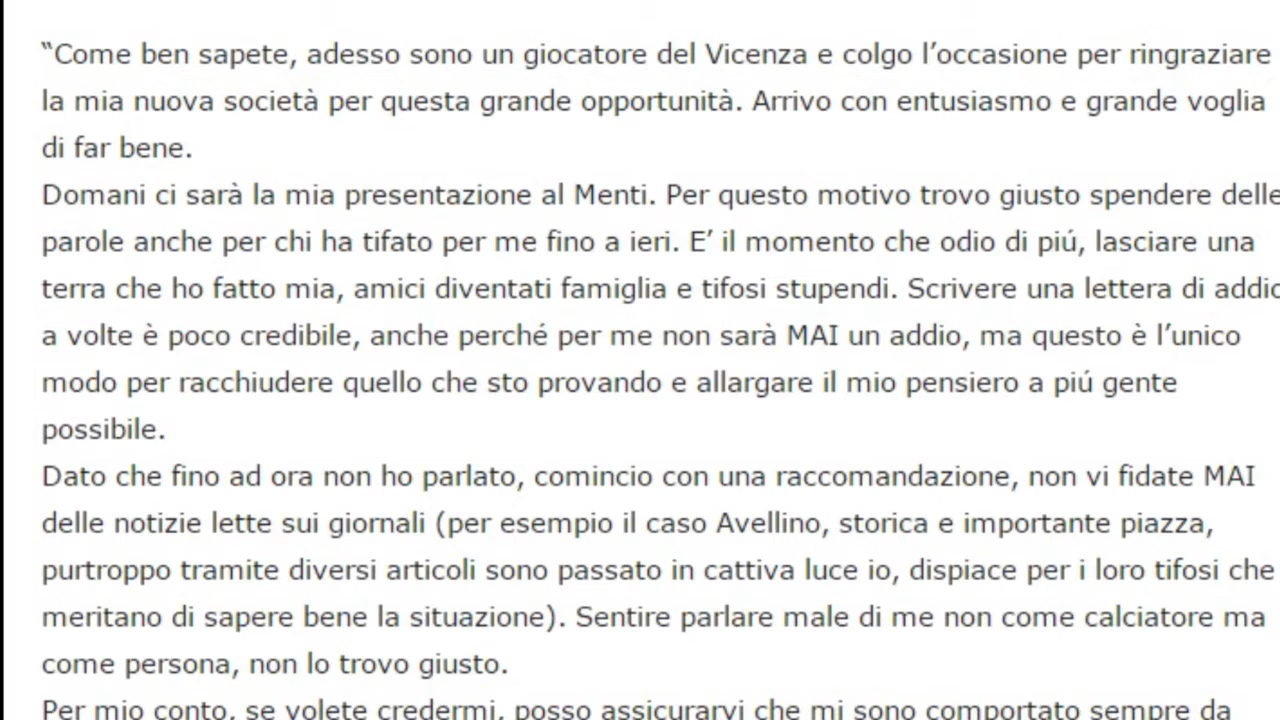 “Come ben sapete, adesso sono un giocatore del Vicenza e colgo l’occasione per ringraziare
la mia nuova società per questa grande opportunità. Arrivo con entusiasmo e grande voglia
di far bene.
Domani ci sarà la mia presentazione al Menti. Per questo motivo trovo giusto spendere delle
parole anche per chi ha tifato per me fino a ieri. E’ il momento che odio di piú, lasciare una
terra che ho fatto mia, amici diventati famiglia e tifosi stupendi. Scrivere una lettera di addio
a volte è poco credibile, anche perché per me non sarà MAI un addio, ma questo è l’unico
modo per racchiudere quello che sto provando e allargare il mio pensiero a piú gente
possibile.
Dato che fino ad ora non ho parlato, comincio con una raccomandazione, non vi fidate MAI
delle notizie lette sui giornali (per esempio il caso Avellino, storica e importante piazza,
purtroppo tramite diversi articoli sono passato in cattiva luce io, dispiace per i loro tifosi che
meritano di sapere bene la situazione). Sentire parlare male di me non come calciatore ma
come persona, non lo trovo giusto.
Per mio conto, se volete credermi, posso assicurarvi che mi sono comportato sempre da